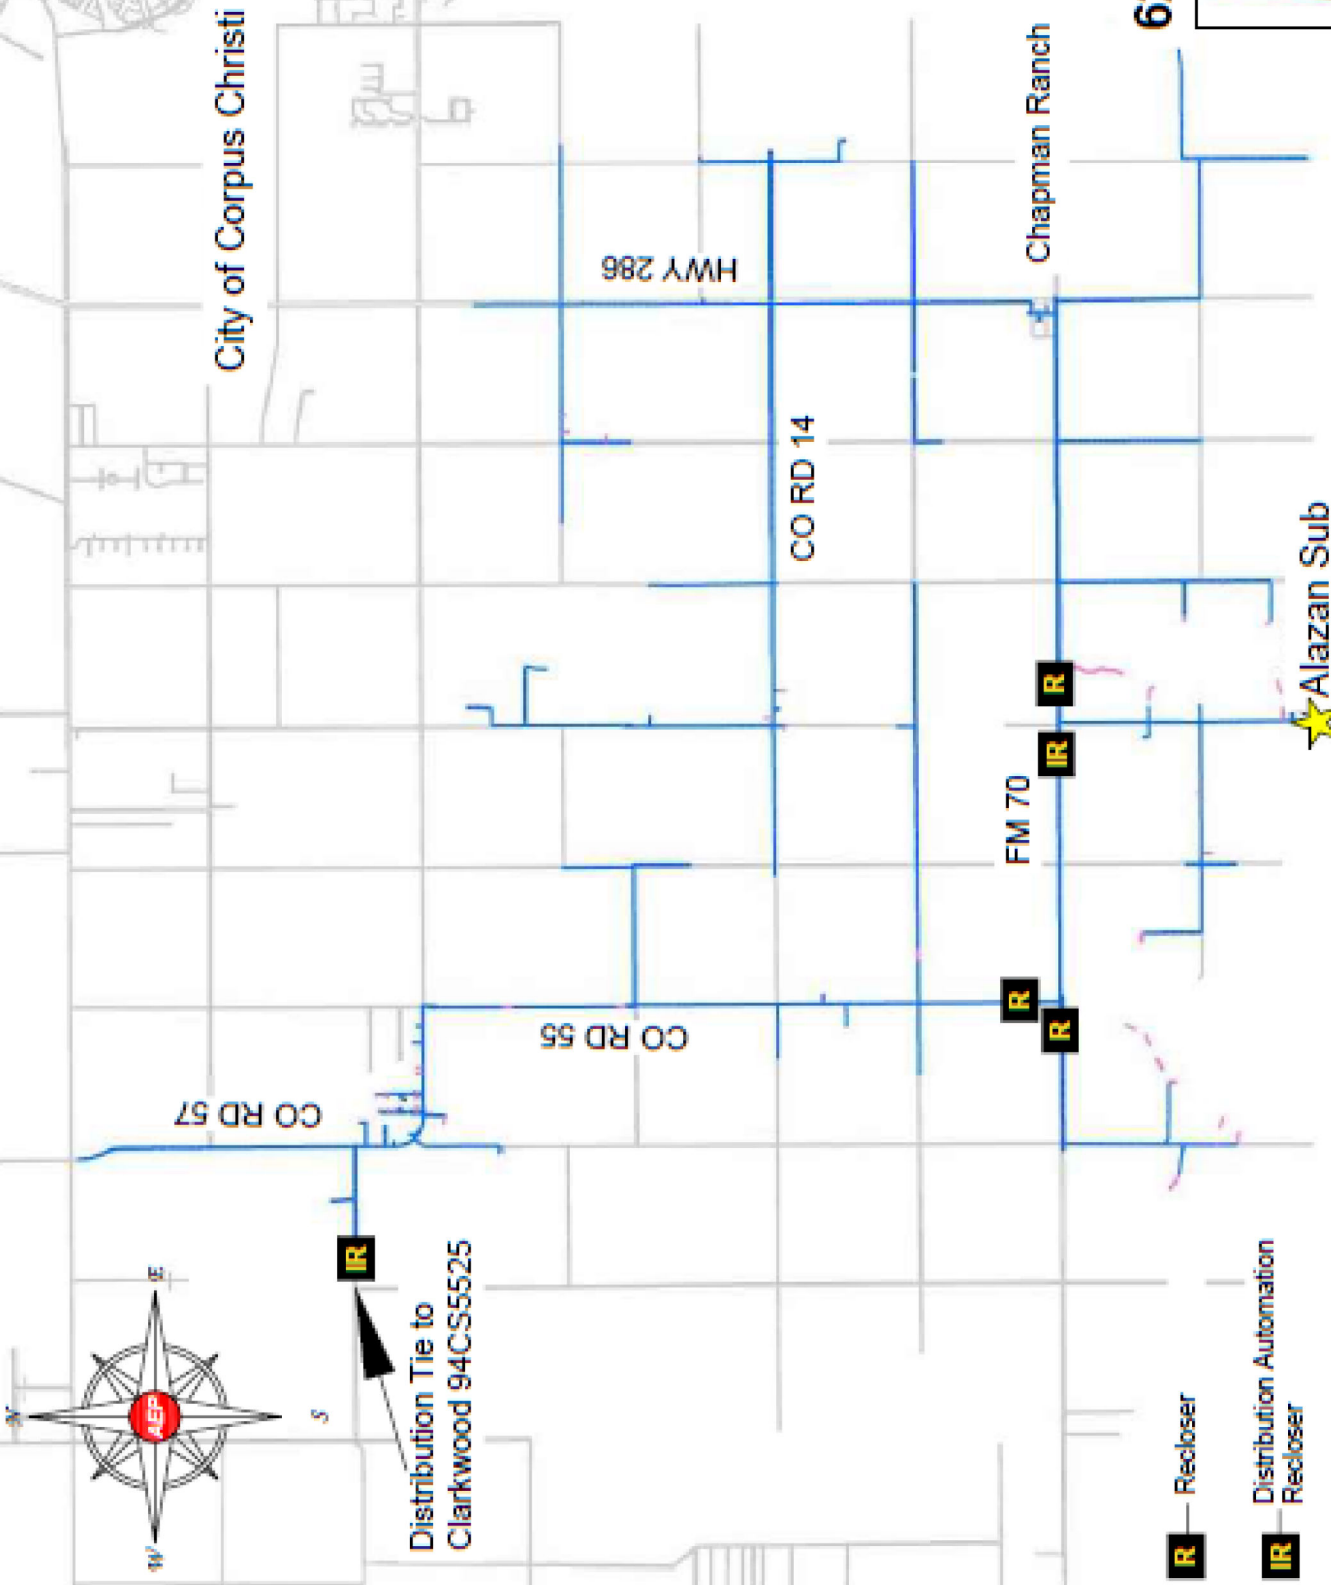 N
W
AEP
E
S
CO RD 57
City of Corpus Christi
IR
Distribution Tie to
Clarkwood 94CS5525
CO RD 55
HWY 286
CO RD 14
FM 70
Chapman Ranch
R
R
IR
R
R
Recloser
IR
Distribution Automation
Recloser
Alazan Sub